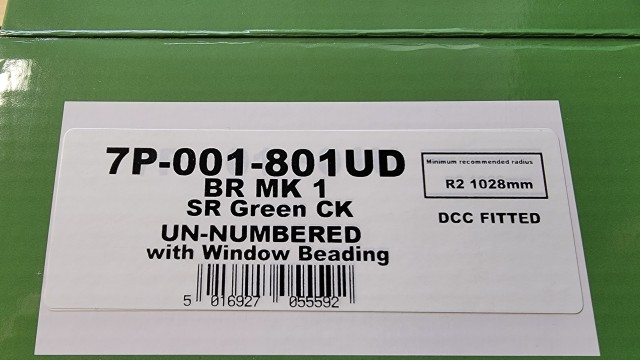 7P-001-801UD
BR MK 1
SR Green CK
UN-NUMBERED
with Window Beading
5 016927 055592
Minimum recommended radius
R2 1028mm
DCC FITTED